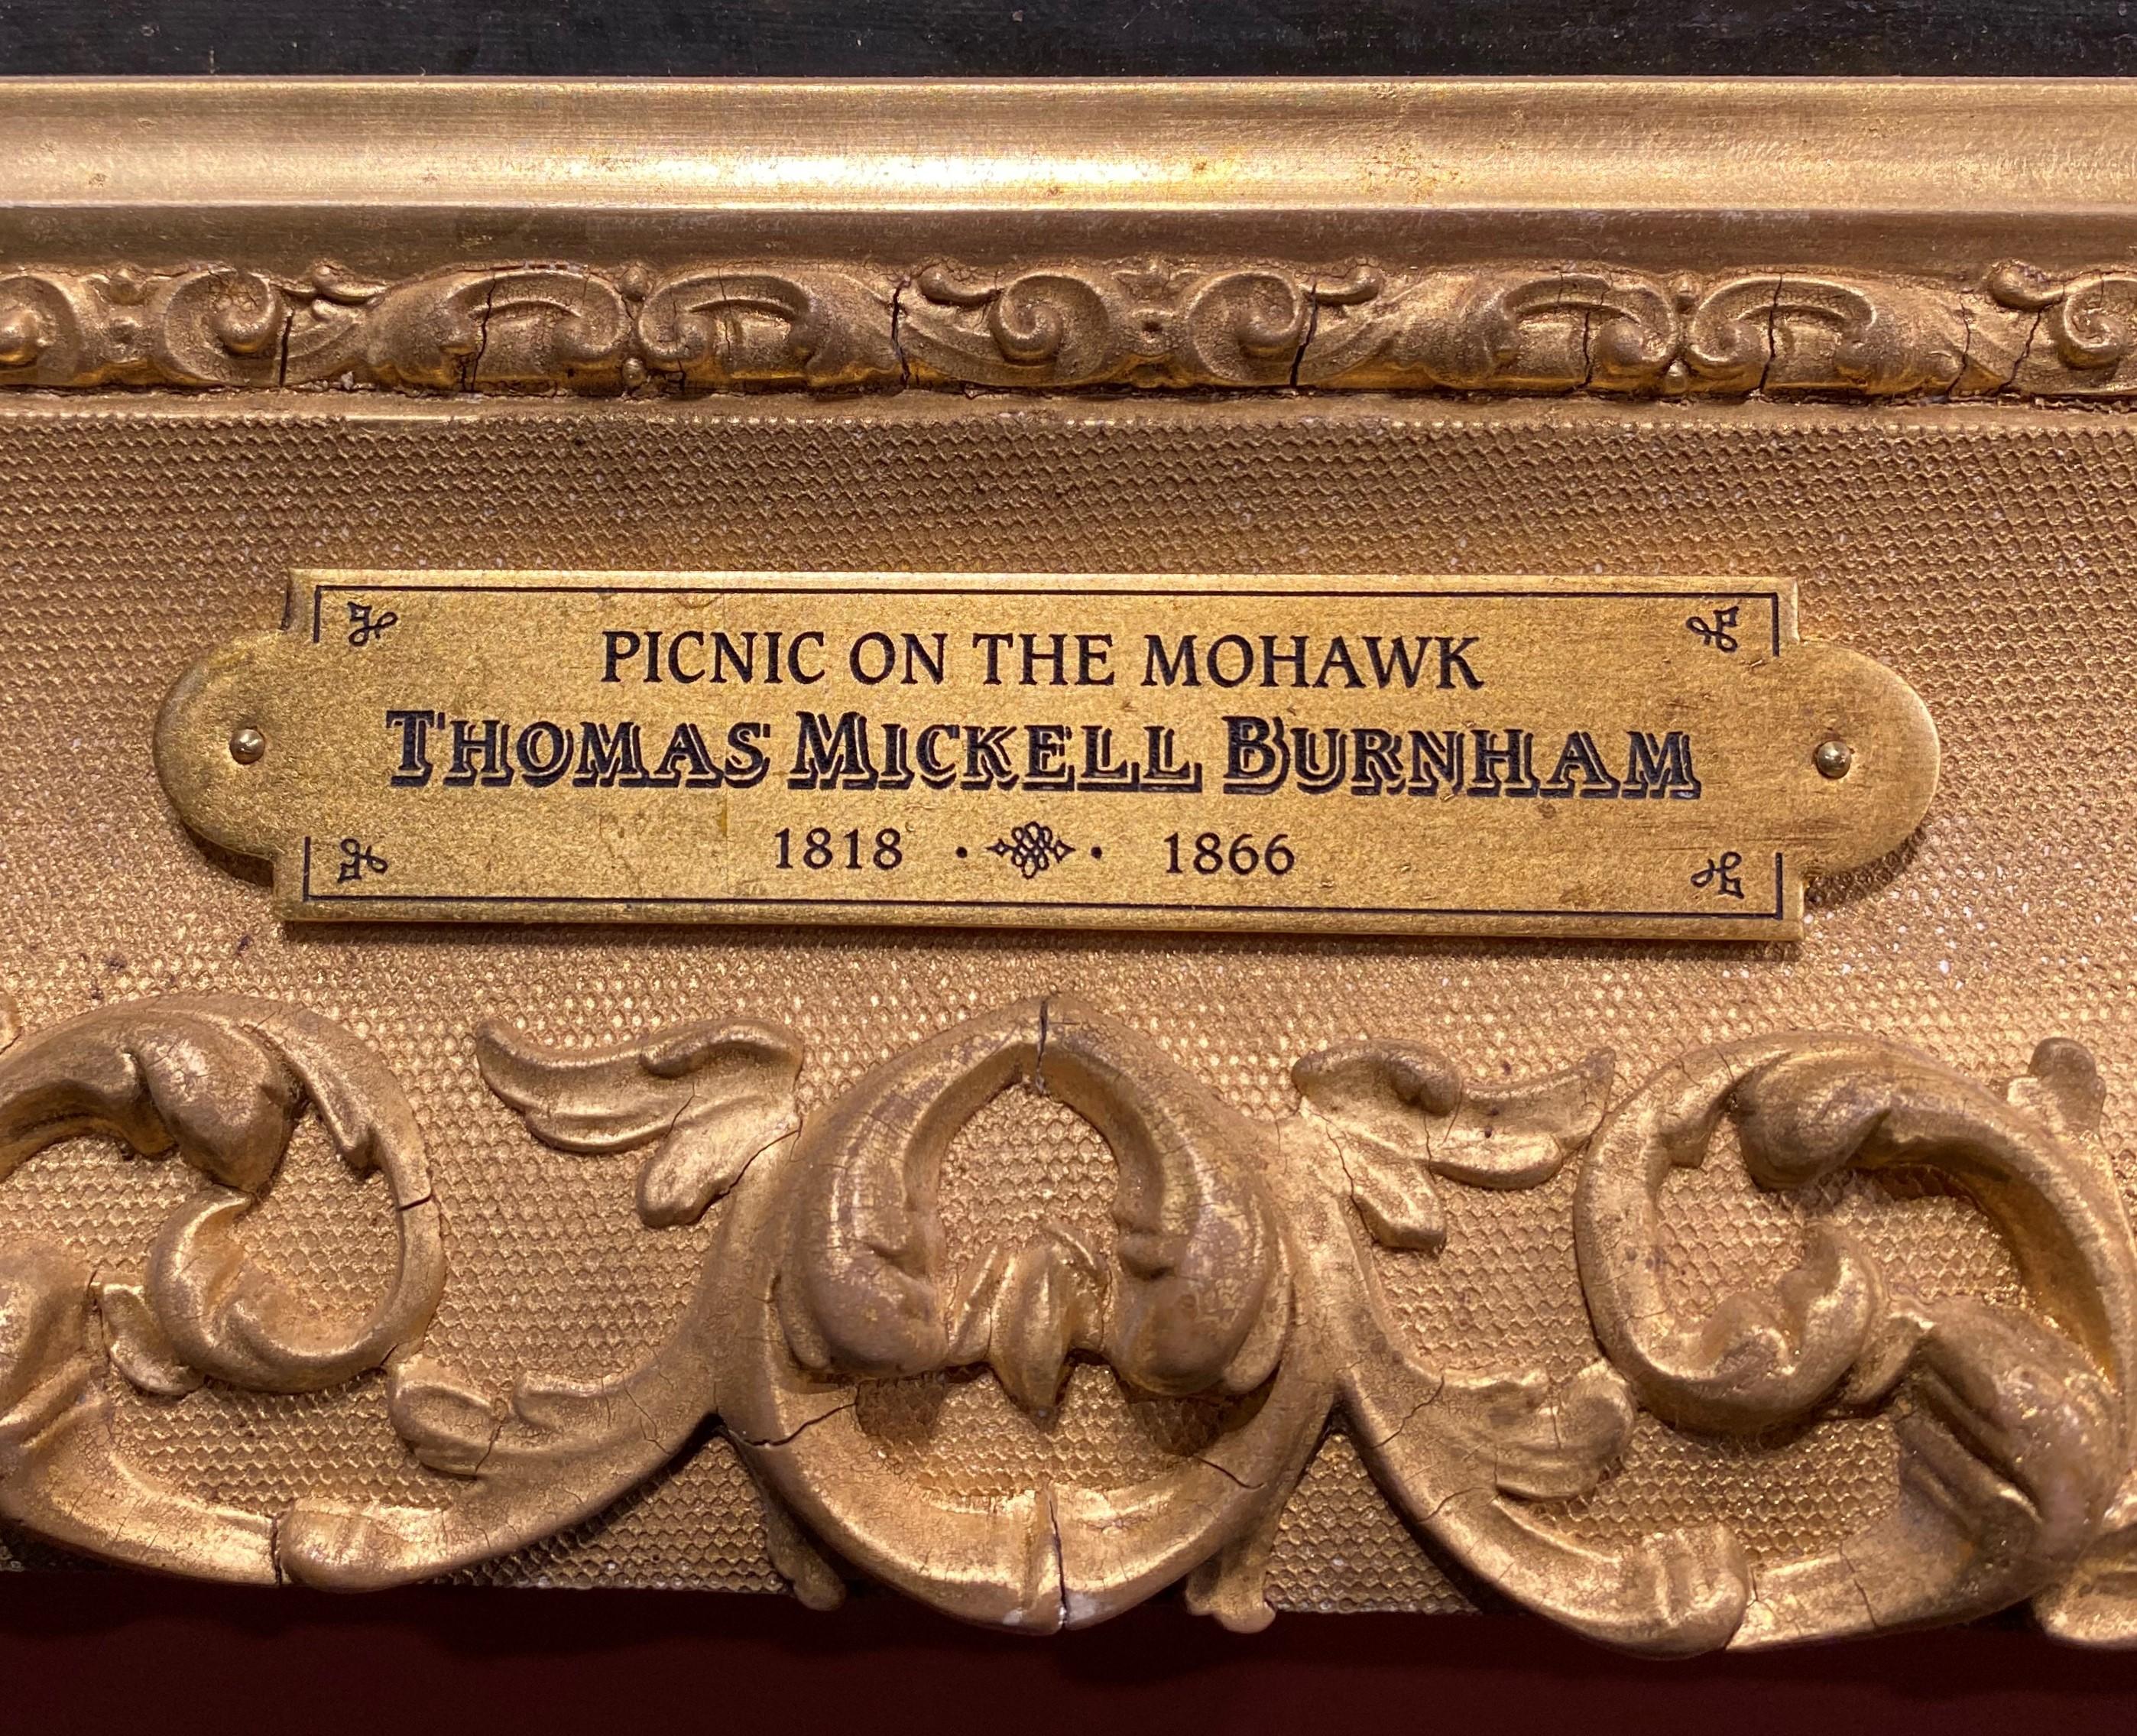 PICNIC ON THE MOHAWK
THOMAS MICKELL BURNHAM
1818 · · 1866